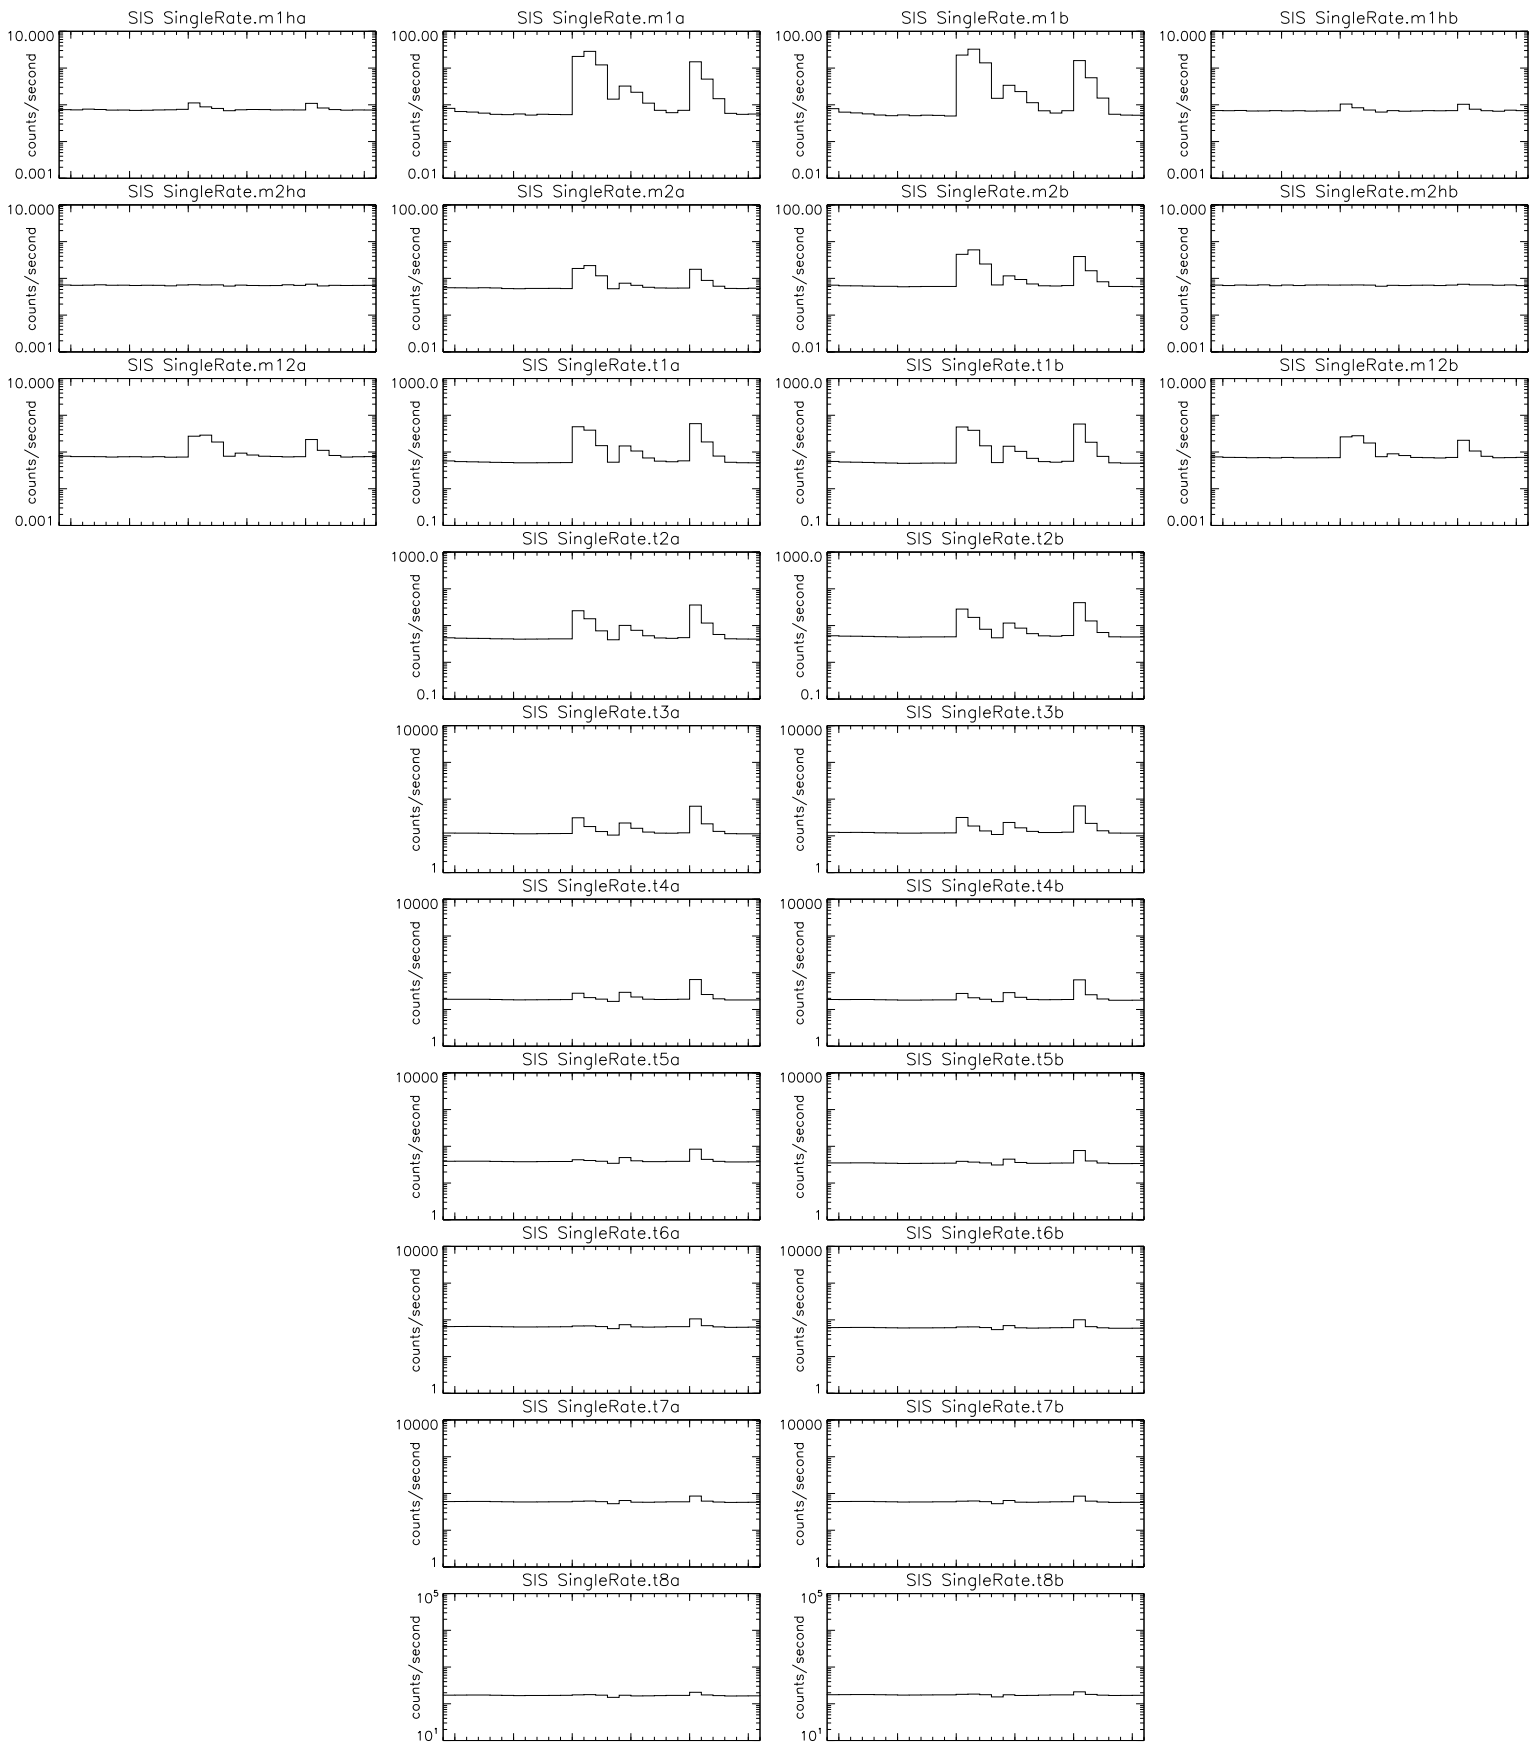 SIS SingleRate.m1ha
10.000
counts/second
0.001
SIS SingleRate.m1a
100.00
counts/second
0.01
SIS SingleRate.m1b
100.00
counts/second
0.01
SIS SingleRate.m1hb
10.000
counts/second
0.001
SIS SingleRate.m2ha
10.000
counts/second
0.001
SIS SingleRate.m2a
100.00
counts/second
0.01
SIS SingleRate.m2b
100.00
counts/second
0.01
SIS SingleRate.m2hb
10.000
counts/second
0.001
SIS SingleRate.m12a
10.000
counts/second
0.001
SIS SingleRate.t1a
1000.0
counts/second
0.1
SIS SingleRate.t1b
1000.0
counts/second
0.1
SIS SingleRate.m12b
10.000
counts/second
0.001
SIS SingleRate.t2a
1000.0
counts/second
0.1
SIS SingleRate.t2b
1000.0
counts/second
0.1
SIS SingleRate.t3a
10000
counts/second
1
SIS SingleRate.t3b
10000
counts/second
1
SIS SingleRate.t4a
10000
counts/second
1
SIS SingleRate.t4b
10000
counts/second
1
SIS SingleRate.t5a
10000
counts/second
1
SIS SingleRate.t5b
10000
counts/second
1
SIS SingleRate.t6a
10000
counts/second
1
SIS SingleRate.t6b
10000
counts/second
1
SIS SingleRate.t7a
10000
counts/second
1
SIS SingleRate.t7b
10000
counts/second
1
SIS SingleRate.t8a
10⁵
counts/second
10¹
SIS SingleRate.t8b
10⁵
counts/second
10¹